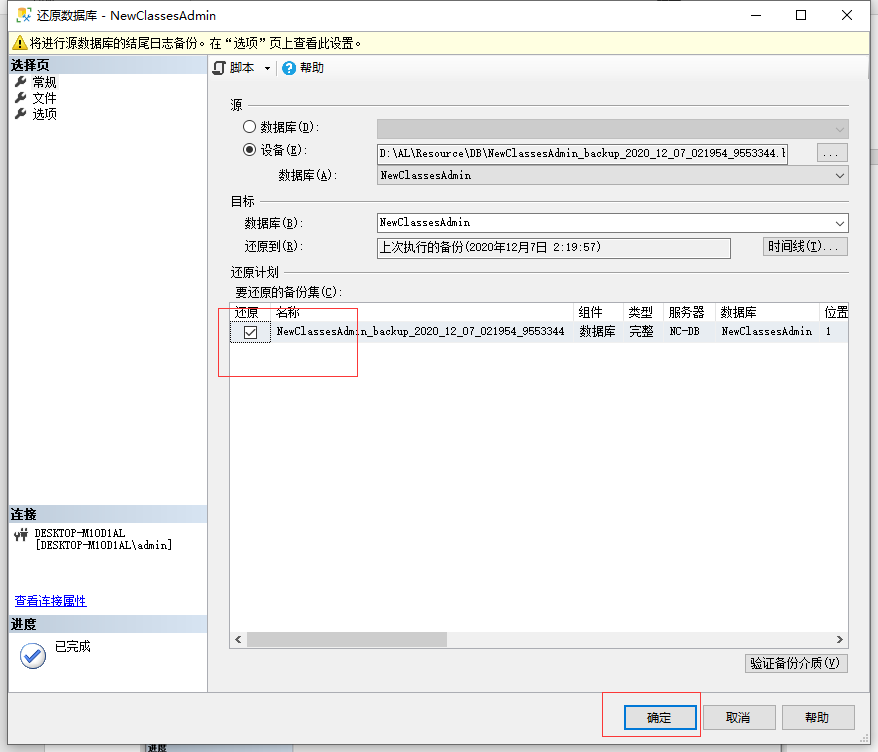 还原数据库 - NewClassesAdmin
将进行源数据库的结尾日志备份。在“选项”页上查看此设置。
选择页
常规
文件
选项
脚本
帮助
源
数据库(D):
设备(E):
D:\AL\Resource\DB\NewClassesAdmin_backup_2020_12_07_021954_9553344.
...
数据库(A):
NewClassesAdmin
目标
数据库(B):
NewClassesAdmin
还原到(R):
上次执行的备份(2020年12月7日 2:19:57)
时间线(T)...
还原计划
要还原的备份集(C):
还原 名称 组件 类型 服务器 数据库 位置
NewClassesAdmin_backup_2020_12_07_021954_9553344 数据库 完整 NC-DB NewClassesAdmin 1
连接
DESKTOP-M1OD1AL
[DESKTOP-M1OD1AL\admin]
查看连接属性
进度
已完成
验证备份介质(V)
确定
取消
帮助
进度